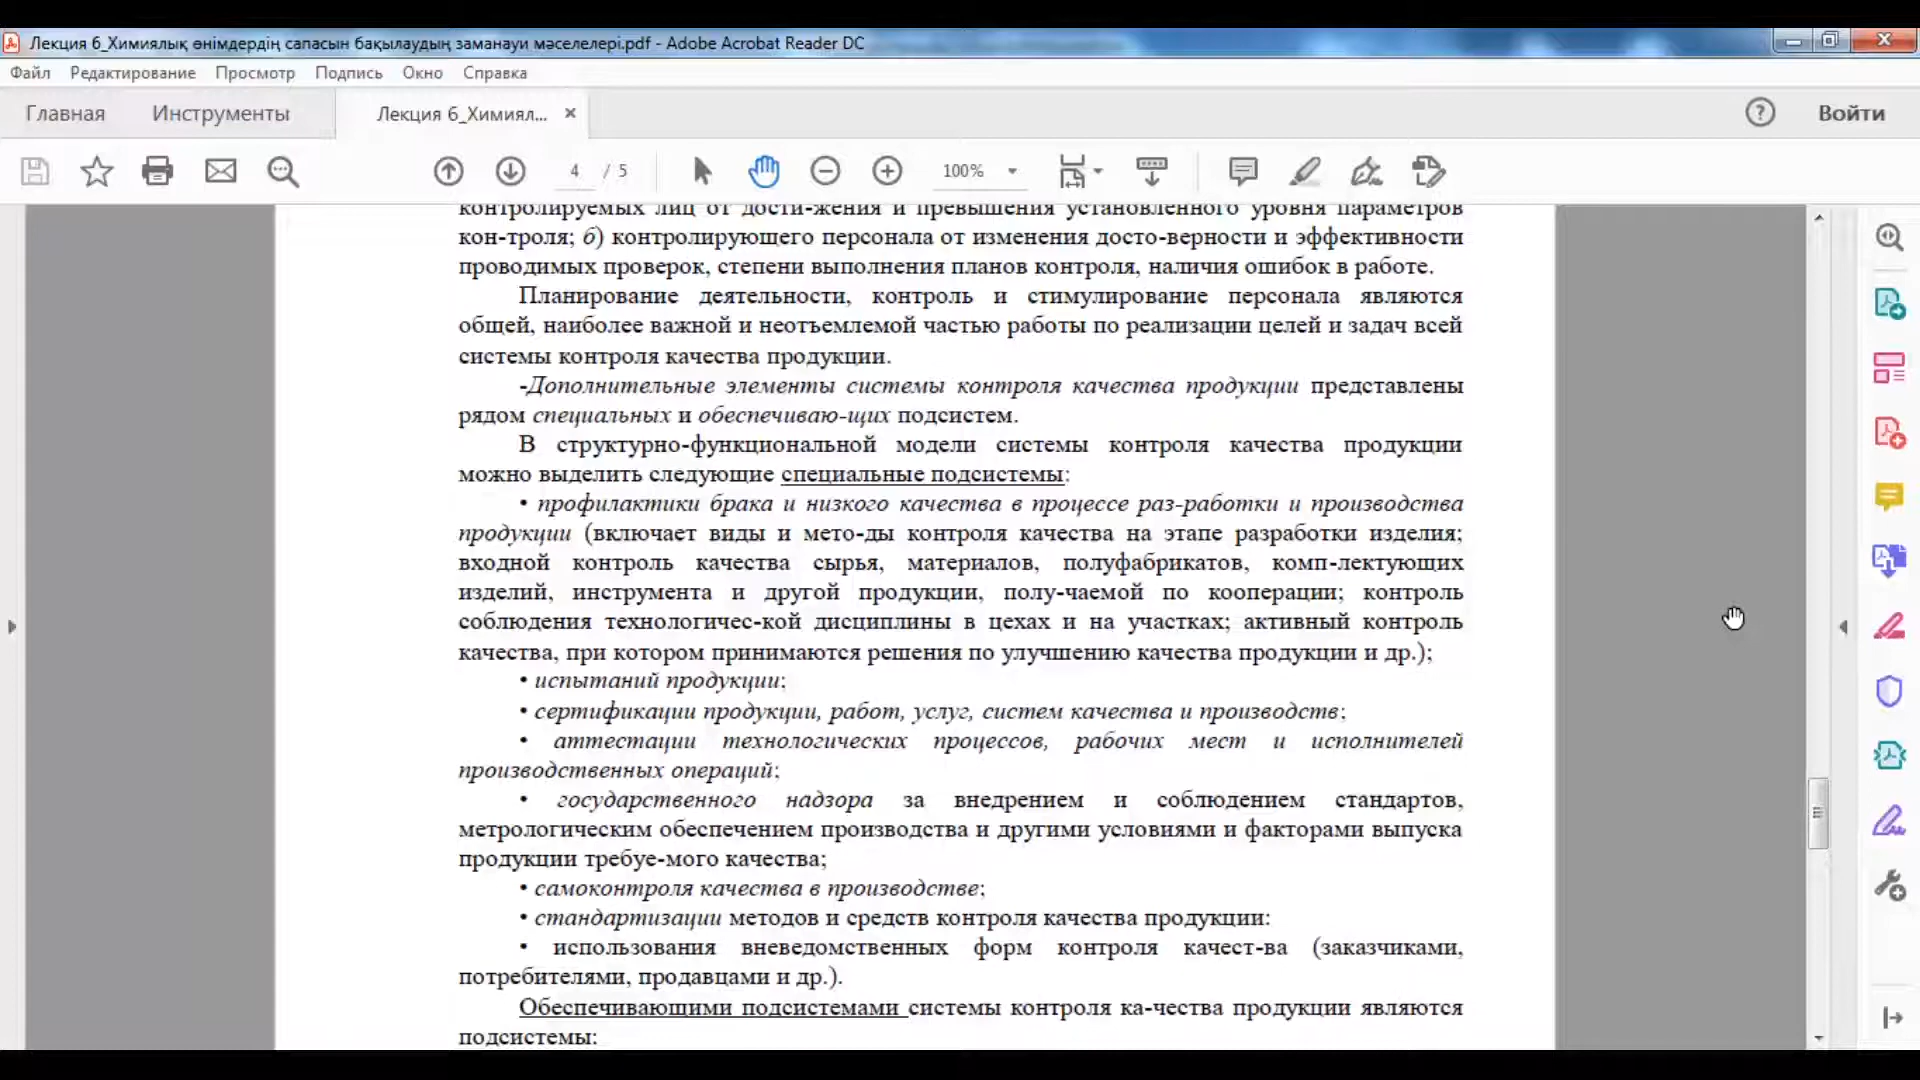 Лекция 6_Химиялық өнімдердің сапасын бақылаудың заманауи мәселелері.pdf - Adobe Acrobat Reader DC
Файл Редактирование Просмотр Подпись Окно Справка
Главная Инструменты Лекция 6_Химиял... Войти
4 / 5 100%
контролируемых лиц от дости-жения и превышения установленного уровня параметров
кон-троля; б) контролирующего персонала от изменения досто-верности и эффективности
проводимых проверок, степени выполнения планов контроля, наличия ошибок в работе.
Планирование деятельности, контроль и стимулирование персонала являются
общей, наиболее важной и неотъемлемой частью работы по реализации целей и задач всей
системы контроля качества продукции.
-Дополнительные элементы системы контроля качества продукции представлены
рядом специальных и обеспечиваю-щих подсистем.
В структурно-функциональной модели системы контроля качества продукции
можно выделить следующие специальные подсистемы:
• профилактики брака и низкого качества в процессе раз-работки и производства
продукции (включает виды и мето-ды контроля качества на этапе разработки изделия;
входной контроль качества сырья, материалов, полуфабрикатов, комп-лектующих
изделий, инструмента и другой продукции, полу-чаемой по кооперации; контроль
соблюдения технологичес-кой дисциплины в цехах и на участках; активный контроль
качества, при котором принимаются решения по улучшению качества продукции и др.);
• испытаний продукции;
• сертификации продукции, работ, услуг, систем качества и производств;
• аттестации технологических процессов, рабочих мест и исполнителей
производственных операций;
• государственного надзора за внедрением и соблюдением стандартов,
метрологическим обеспечением производства и другими условиями и факторами выпуска
продукции требуе-мого качества;
• самоконтроля качества в производстве;
• стандартизации методов и средств контроля качества продукции:
• использования вневедомственных форм контроля качест-ва (заказчиками,
потребителями, продавцами и др.).
Обеспечивающими подсистемами системы контроля ка-чества продукции являются
подсистемы: